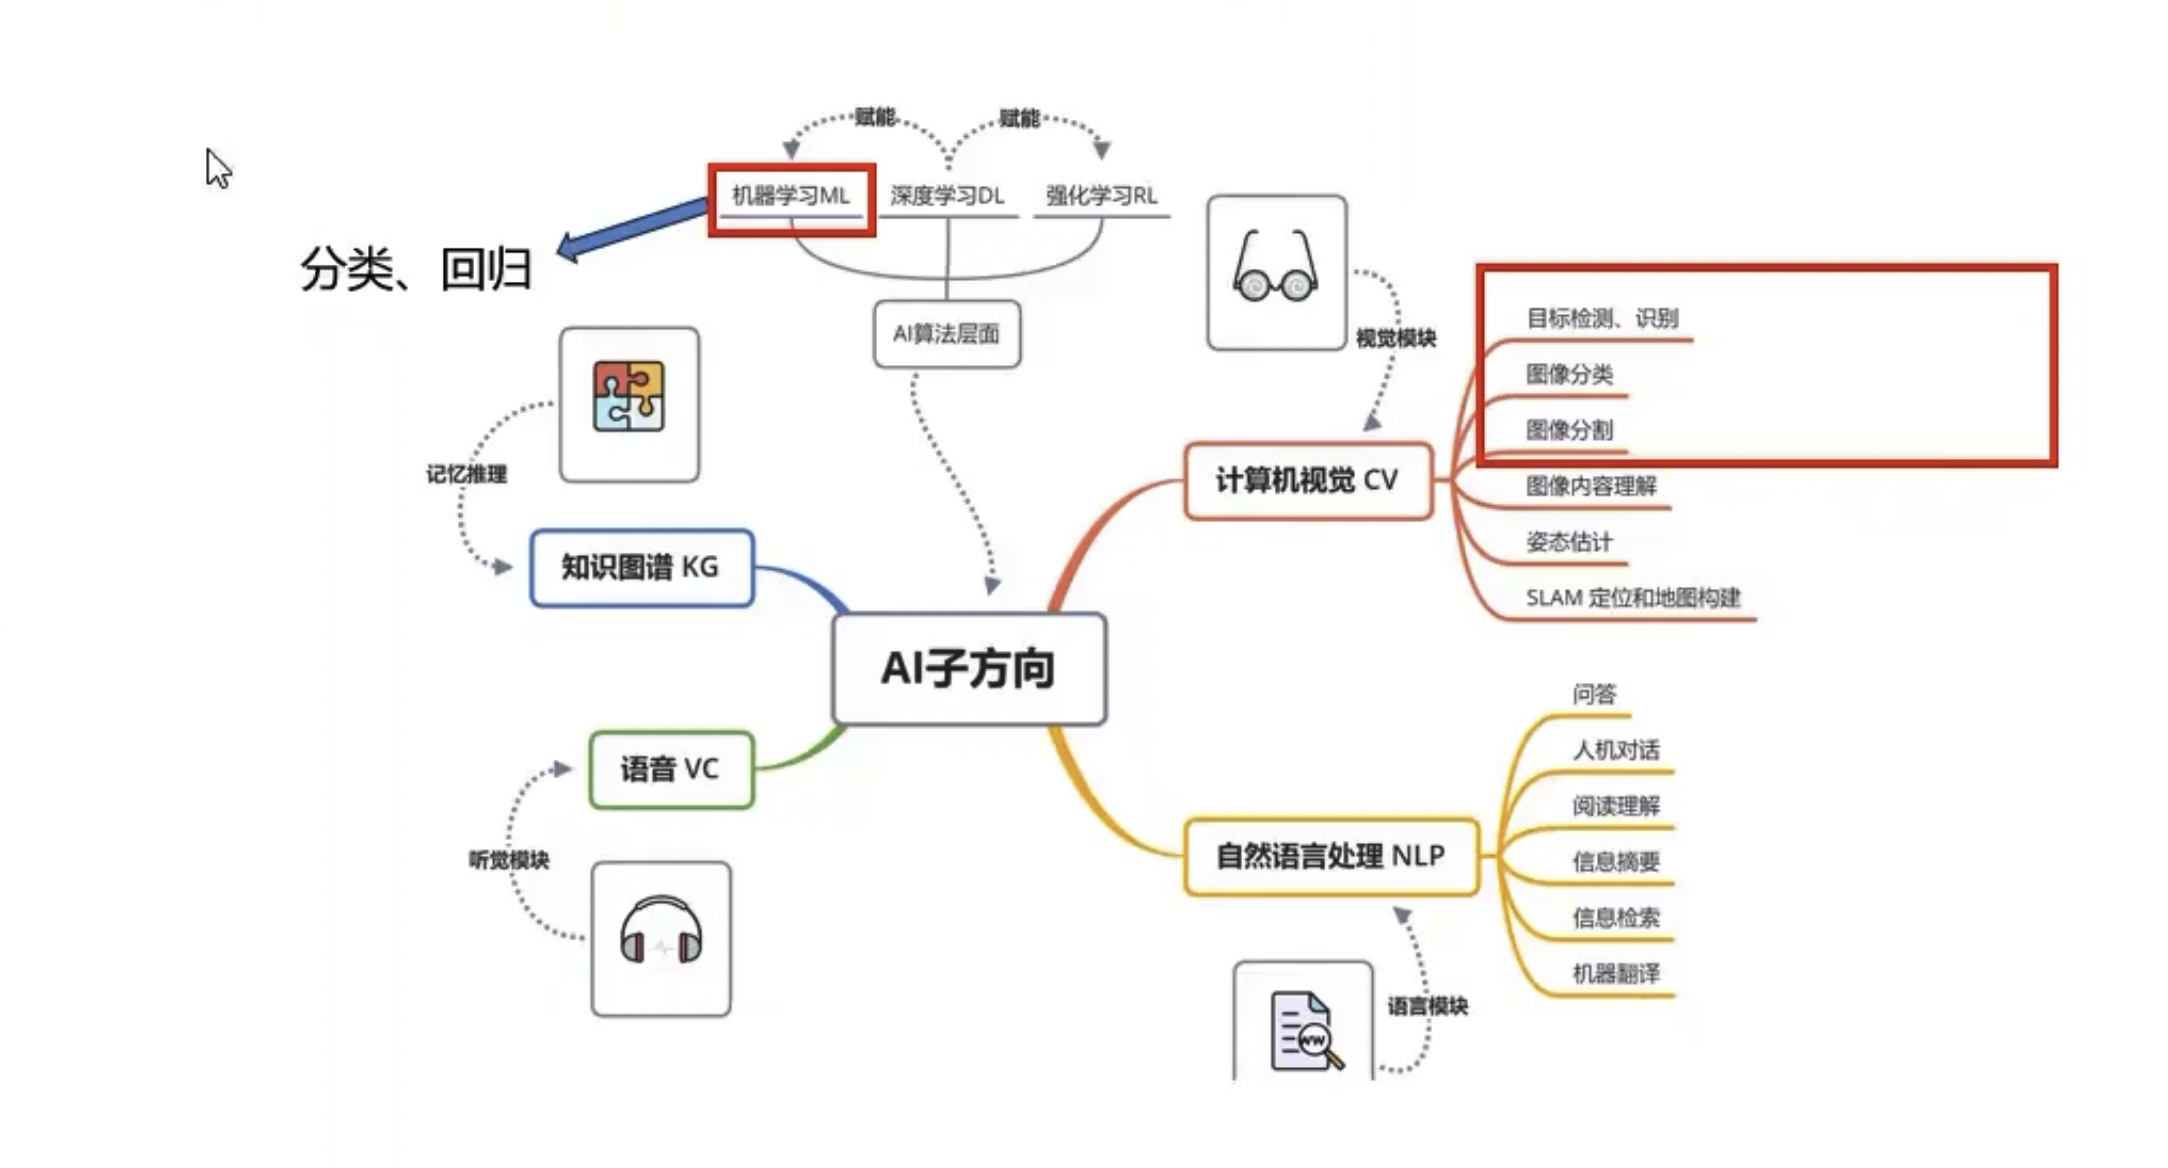 赋能
赋能
机器学习ML
深度学习DL
强化学习RL
分类、回归
AI算法层面
视觉模块
目标检测、识别
图像分类
图像分割
图像内容理解
姿态估计
SLAM 定位和地图构建
计算机视觉 CV
记忆推理
知识图谱 KG
AI子方向
语音 VC
听觉模块
自然语言处理 NLP
问答
人机对话
阅读理解
信息摘要
信息检索
机器翻译
语言模块
WW